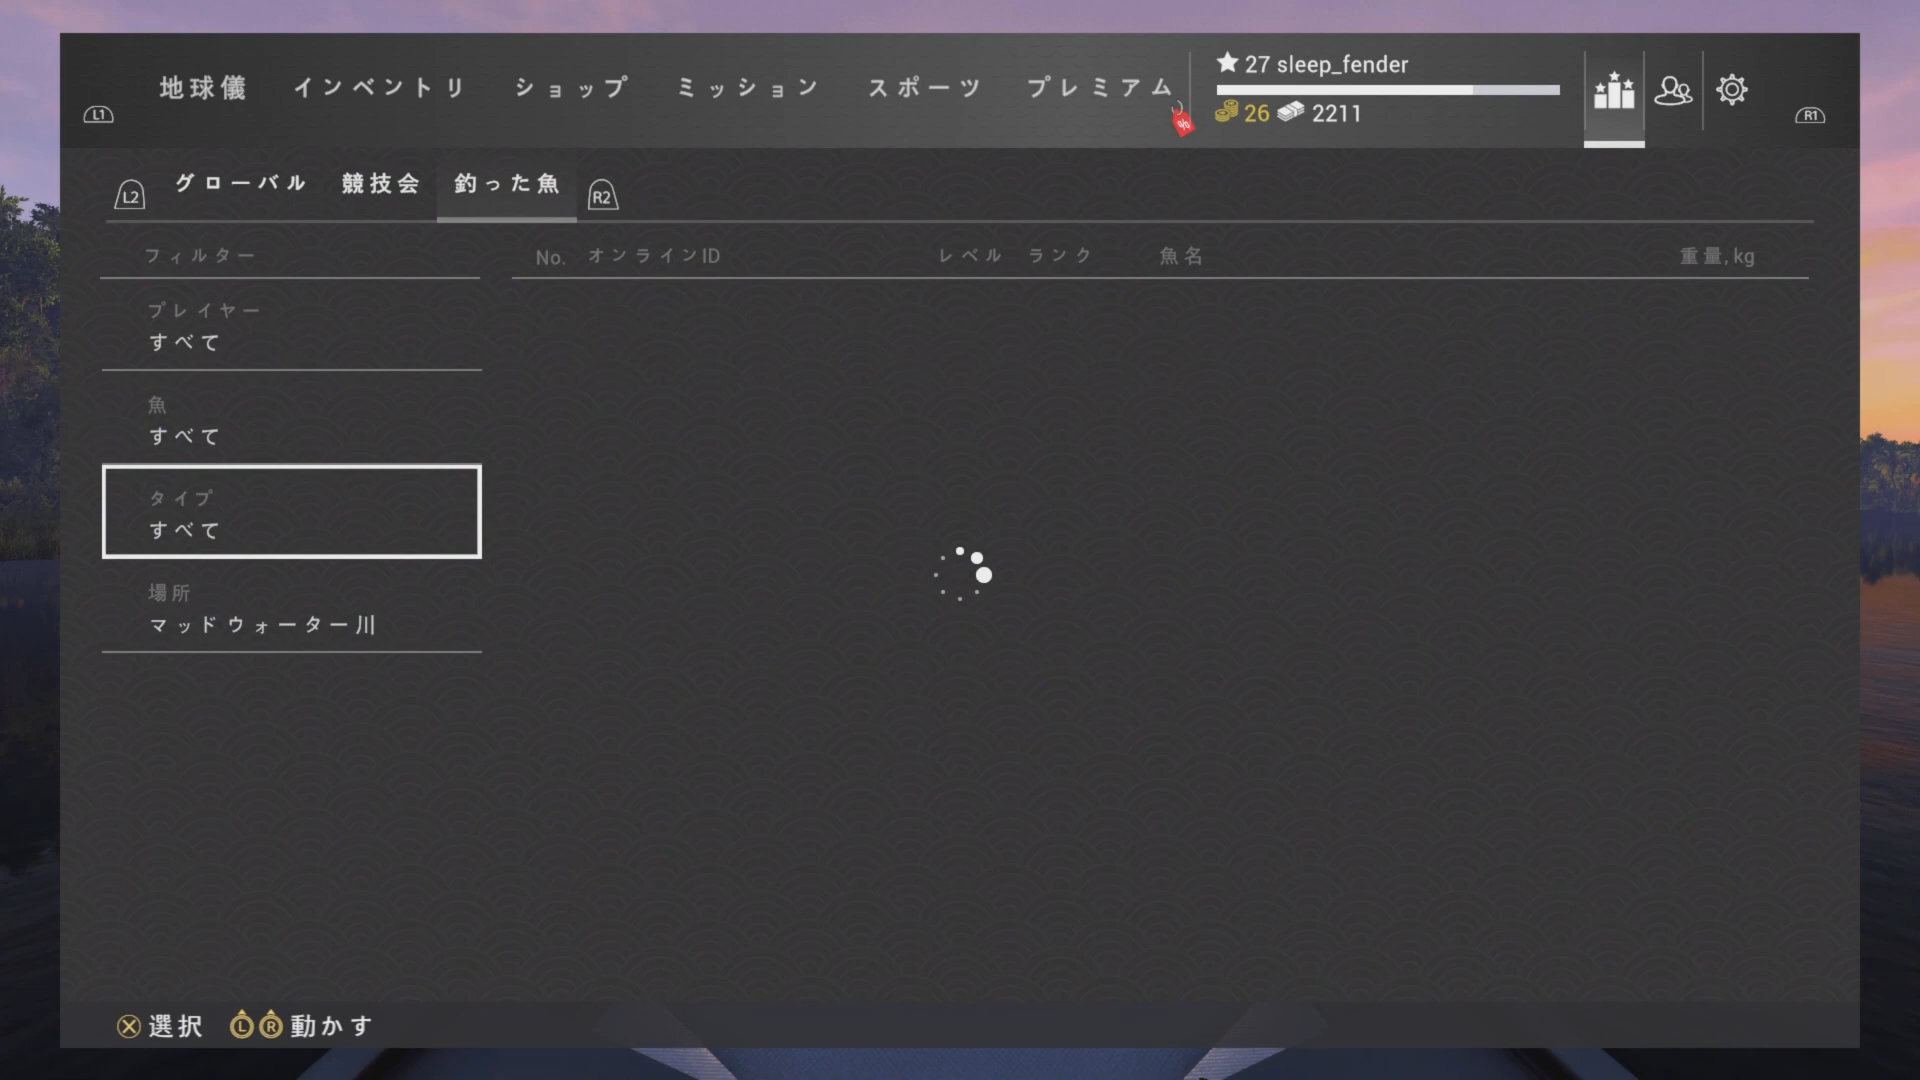 地球儀 インベントリ ショップ ミッション スポーツ プレミアム
27 sleep_fender
26 2211
L1
R1
%
L2 グローバル 競技会 釣った魚 R2
フィルター
No. オンラインID レベル ランク 魚名 重量,kg
プレイヤー
すべて
魚
すべて
タイプ
すべて
場所
マッドウォーター川
選択 L R 動かす